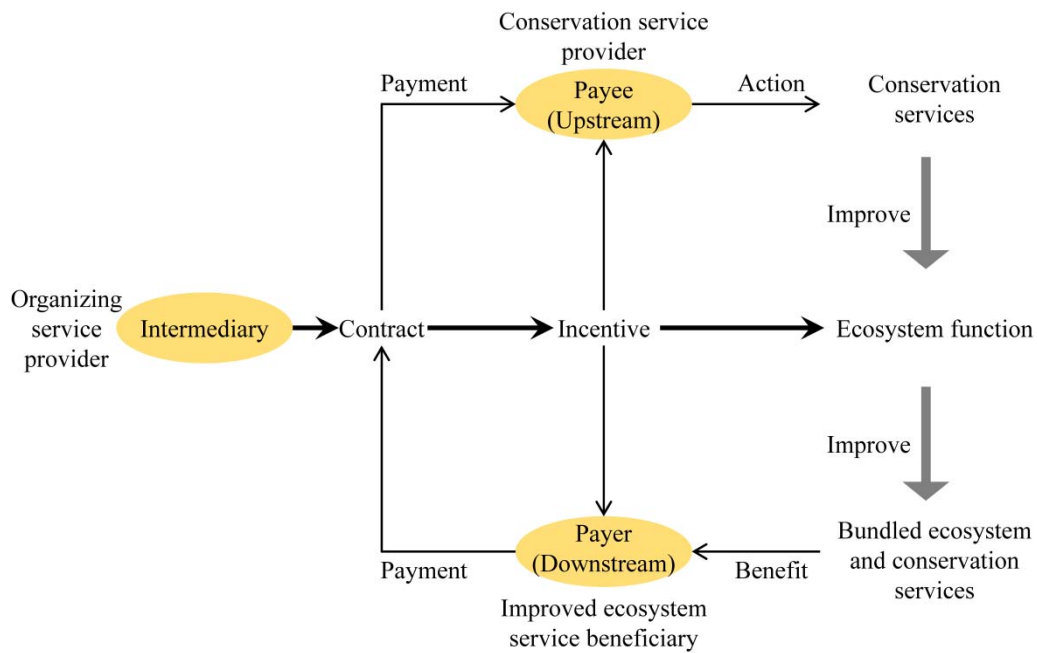 Conservation service
provider
Payment
Payee
(Upstream)
Action
Conservation
services
Improve
Organizing
service
provider
Intermediary
Contract
Incentive
Ecosystem function
Improve
Payer
(Downstream)
Payment
Benefit
Bundled ecosystem
and conservation
services
Improved ecosystem
service beneficiary